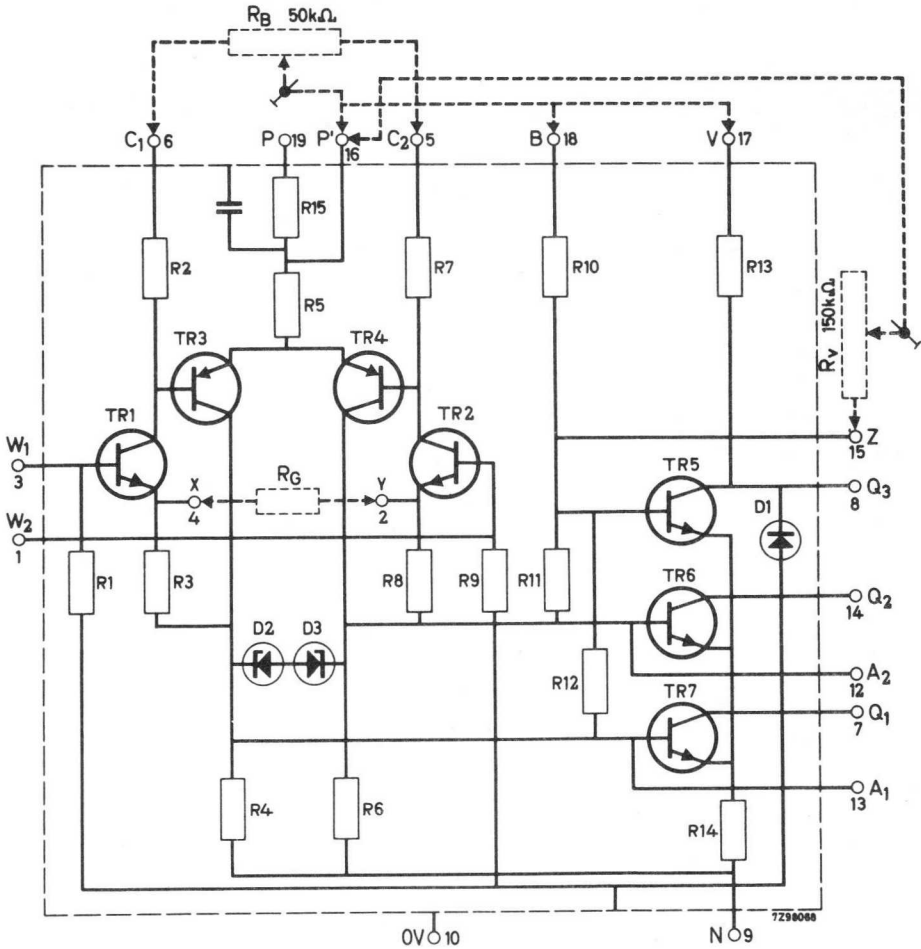 R_B 50kΩ
C₁ 6
P 19
P' 16
C₂ 5
B 18
V 17
R15
R2
R7
R10
R13
R5
TR3
TR4
R_V 150kΩ
TR1
TR2
W₁
3
R_G
Z
15
X
4
Y
2
TR5
Q₃
8
D1
W₂
1
R1
R3
R8
R9
R11
TR6
Q₂
14
D2
D3
A₂
12
R12
TR7
Q₁
7
A₁
13
R4
R6
R14
7Z98068
0V 10
N 9